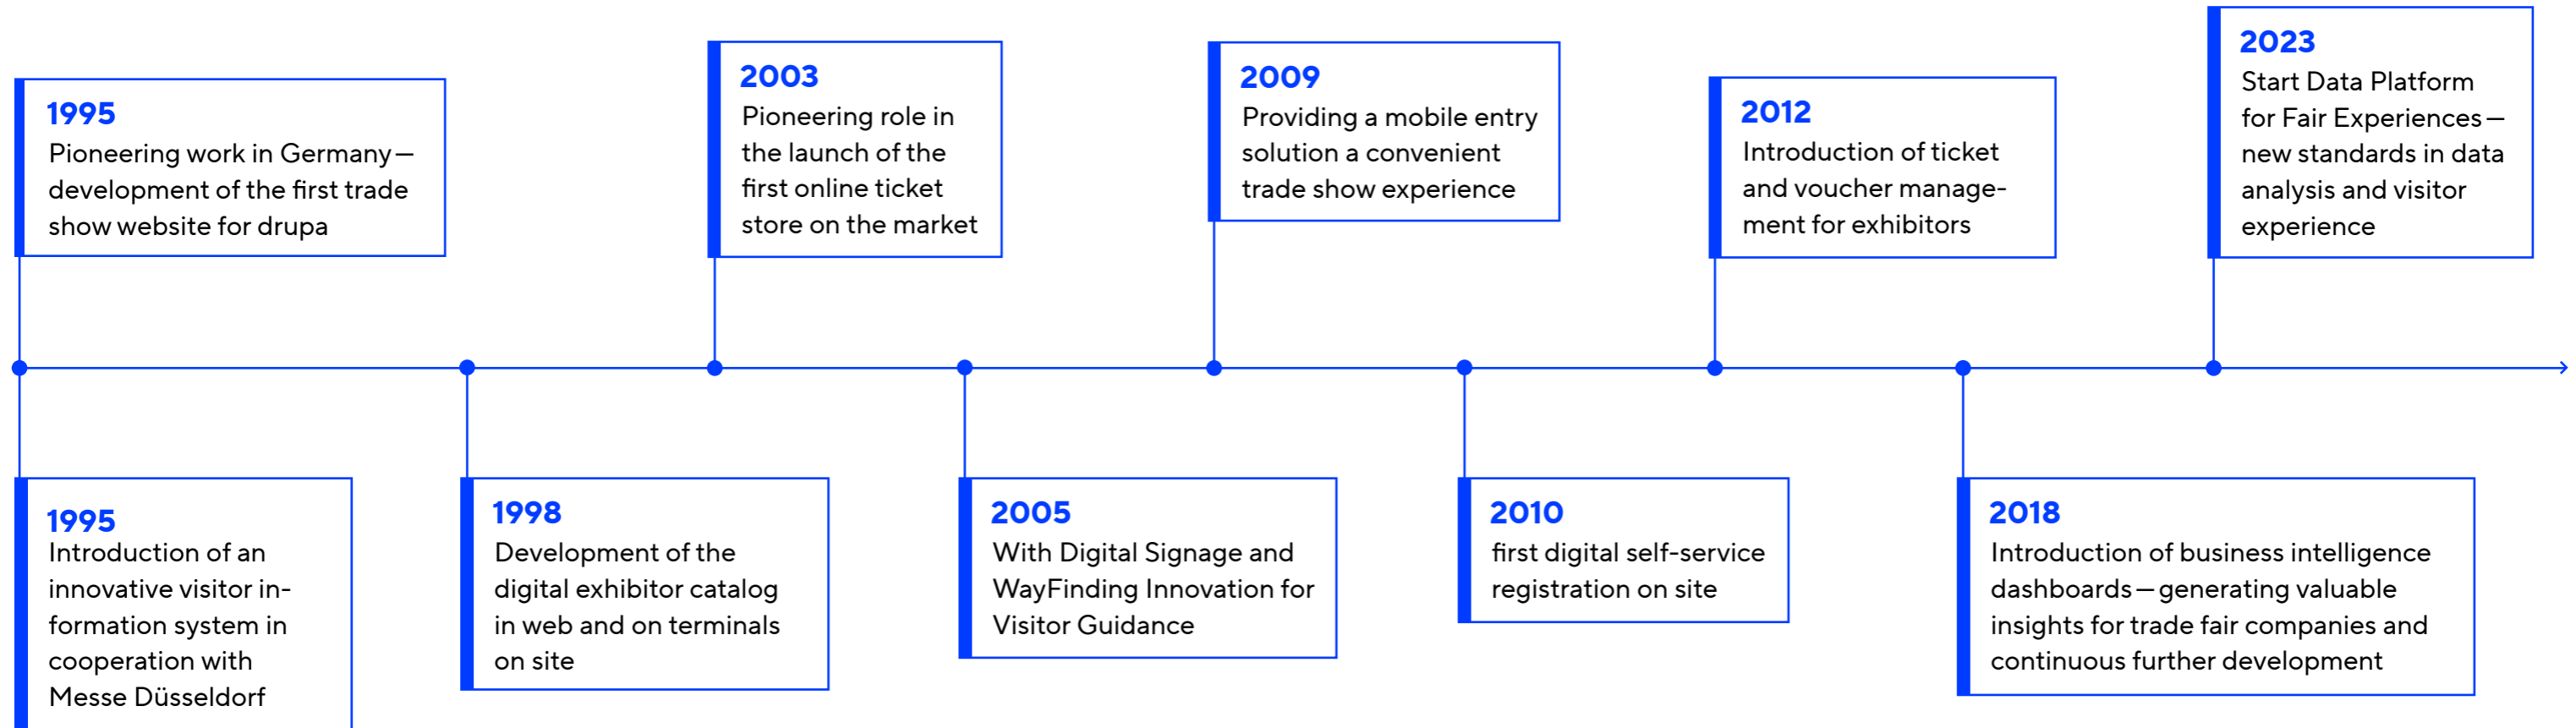 1995
Pioneering work in Germany—
development of the first trade
show website for drupa
2003
Pioneering role in
the launch of the
first online ticket
store on the market
2009
Providing a mobile entry
solution a convenient
trade show experience
2012
Introduction of ticket
and voucher manage-
ment for exhibitors
2023
Start Data Platform
for Fair Experiences—
new standards in data
analysis and visitor
experience
1995
Introduction of an
innovative visitor in-
formation system in
cooperation with
Messe Düsseldorf
1998
Development of the
digital exhibitor catalog
in web and on terminals
on site
2005
With Digital Signage and
WayFinding Innovation for
Visitor Guidance
2010
first digital self-service
registration on site
2018
Introduction of business intelligence
dashboards—generating valuable
insights for trade fair companies and
continuous further development